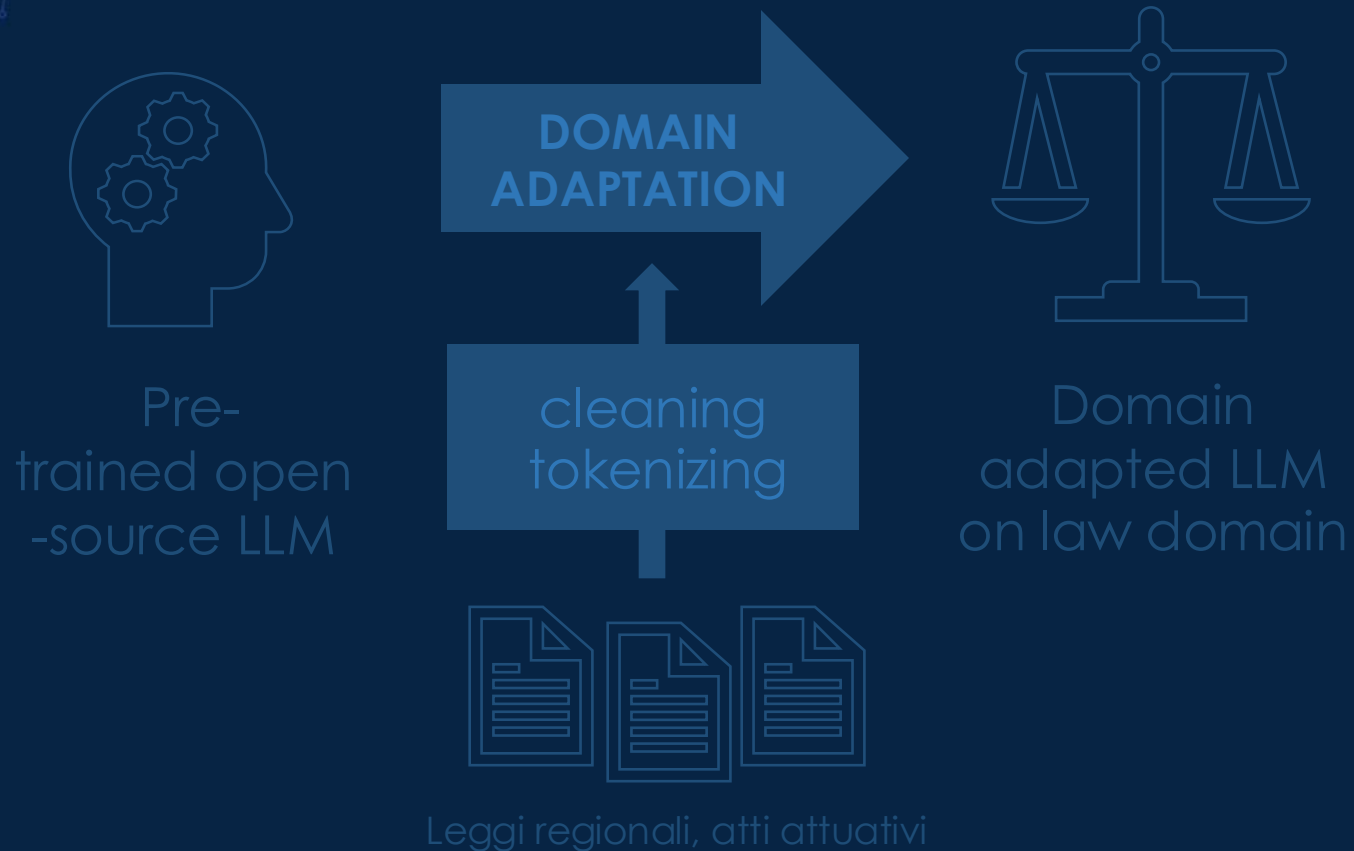 DOMAIN
ADAPTATION
Pre-
trained open
-source LLM
cleaning
tokenizing
Domain
adapted LLM
on law domain
Leggi regionali, atti attuativi